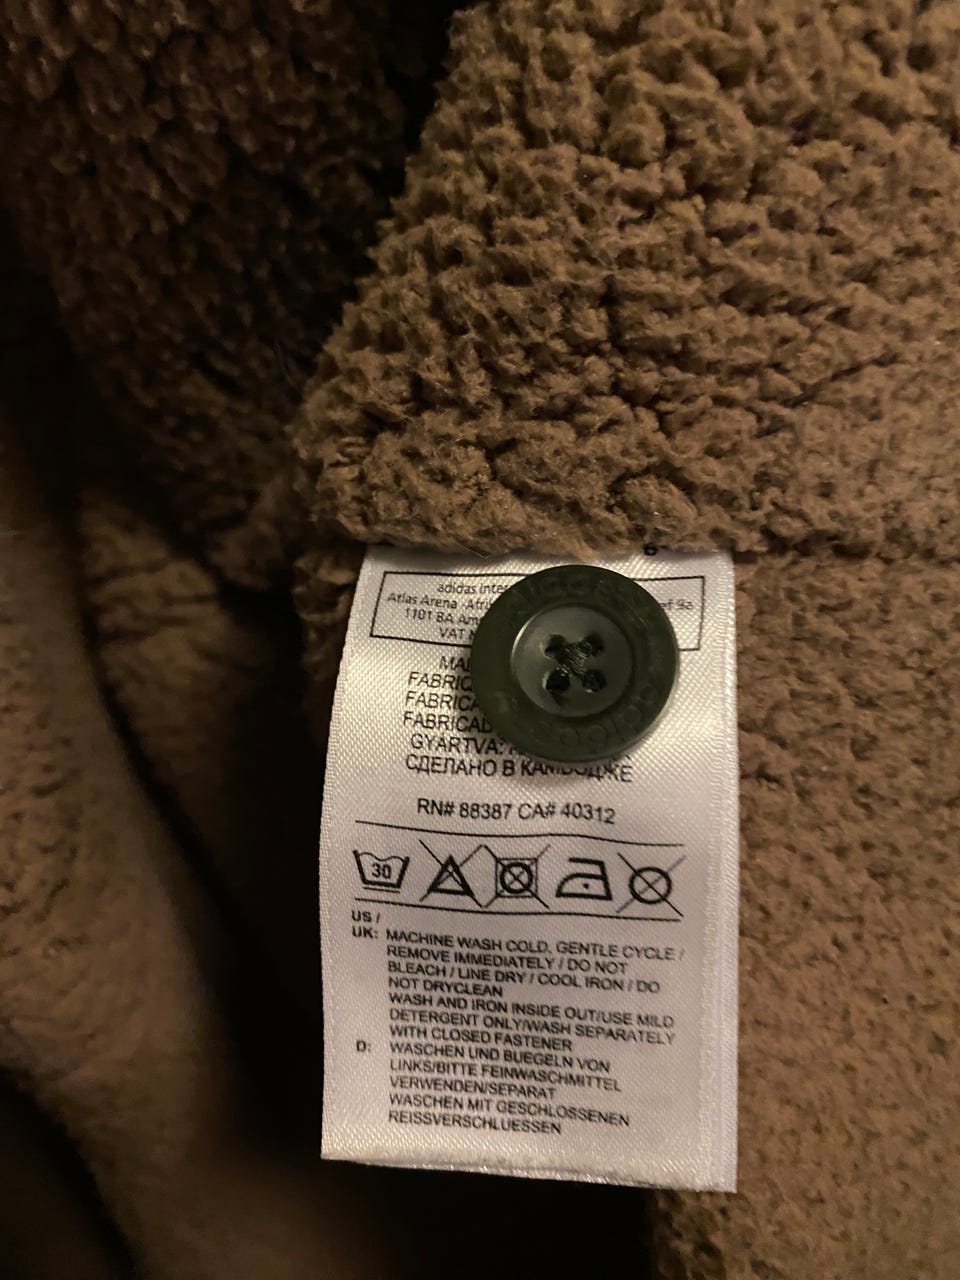 adidas
Atlas Arena
ef 9a
1101 BA
VAT
GYARTVA:
СДЕЛАНО В КАМБОДЖЕ
RN# 88387 CA# 40312
30
US /
UK: MACHINE WASH COLD, GENTLE CYCLE /
REMOVE IMMEDIATELY / DO NOT
BLEACH / LINE DRY / COOL IRON / DO
NOT DRYCLEAN
WASH AND IRON INSIDE OUT/USE MILD
DETERGENT ONLY/WASH SEPARATELY
WITH CLOSED FASTENER
D: WASCHEN UND BUEGELN VON
LINKS/BITTE FEINWASCHMITTEL
VERWENDEN/SEPARAT
WASCHEN MIT GESCHLOSSENEN
REISSVERSCHLUESSEN
adidas